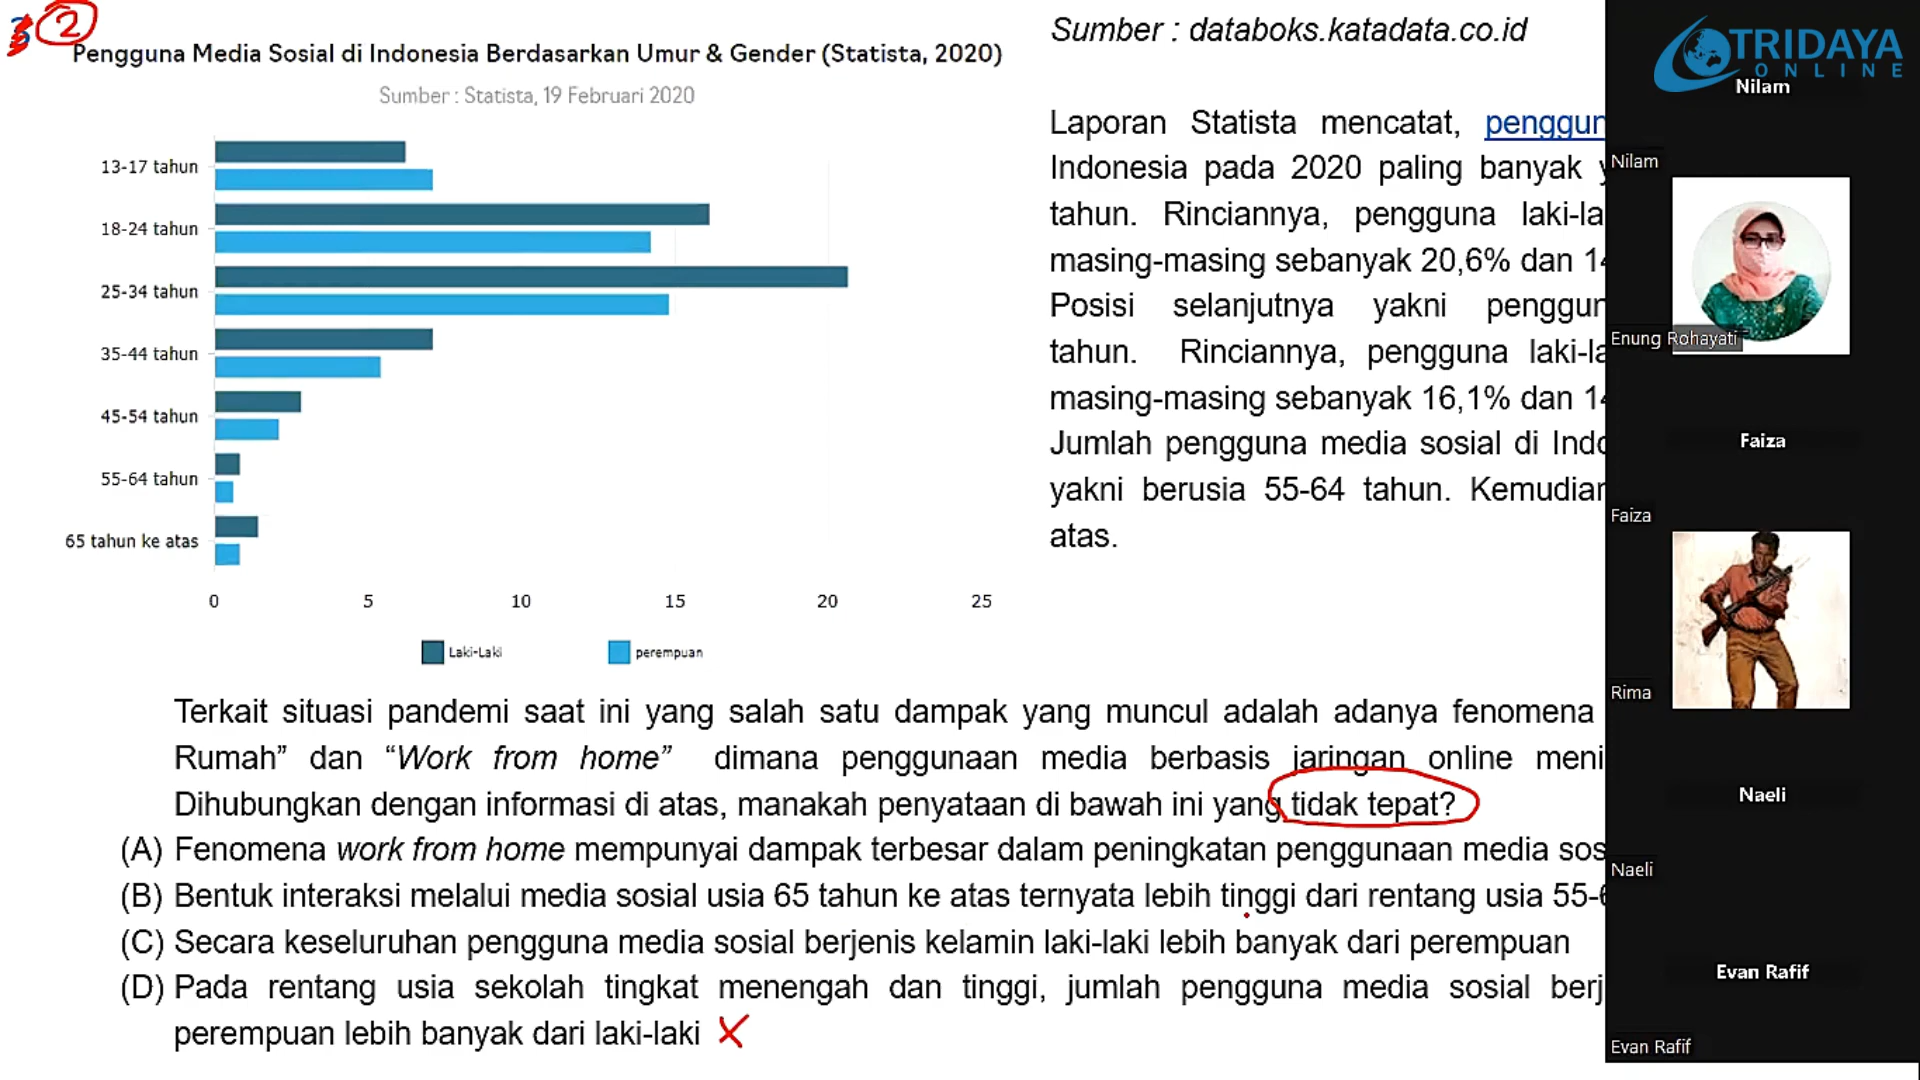 2
Pengguna Media Sosial di Indonesia Berdasarkan Umur & Gender (Statista, 2020)
Sumber : Statista, 19 Februari 2020
13-17 tahun
18-24 tahun
25-34 tahun
35-44 tahun
45-54 tahun
55-64 tahun
65 tahun ke atas
0 5 10 15 20 25
Laki-Laki perempuan
Sumber : databoks.katadata.co.id
Laporan Statista mencatat,
Indonesia pada 2020 paling banyak
tahun. Rinciannya, pengguna
masing-masing sebanyak 20,6% dan
Posisi selanjutnya yakni
tahun. Rinciannya, pengguna
masing-masing sebanyak 16,1% dan
Jumlah pengguna media sosial di
yakni berusia 55-64 tahun.
atas.
Terkait situasi pandemi saat ini yang salah satu dampak yang muncul adalah adanya fenomena
Rumah” dan “Work from home” dimana penggunaan media berbasis jaringan online
Dihubungkan dengan informasi di atas, manakah penyataan di bawah ini yang tidak tepat?
(A) Fenomena work from home mempunyai dampak terbesar dalam peningkatan penggunaan media
(B) Bentuk interaksi melalui media sosial usia 65 tahun ke atas ternyata lebih tinggi dari rentang usia
(C) Secara keseluruhan pengguna media sosial berjenis kelamin laki-laki lebih banyak dari perempuan
(D) Pada rentang usia sekolah tingkat menengah dan tinggi, jumlah pengguna media sosial
perempuan lebih banyak dari laki-laki
TRIDAYA
ONLINE
Nilam
Nilam
Enung Rohayati
Faiza
Faiza
Rima
Naeli
Naeli
Evan Rafif
Evan Rafif